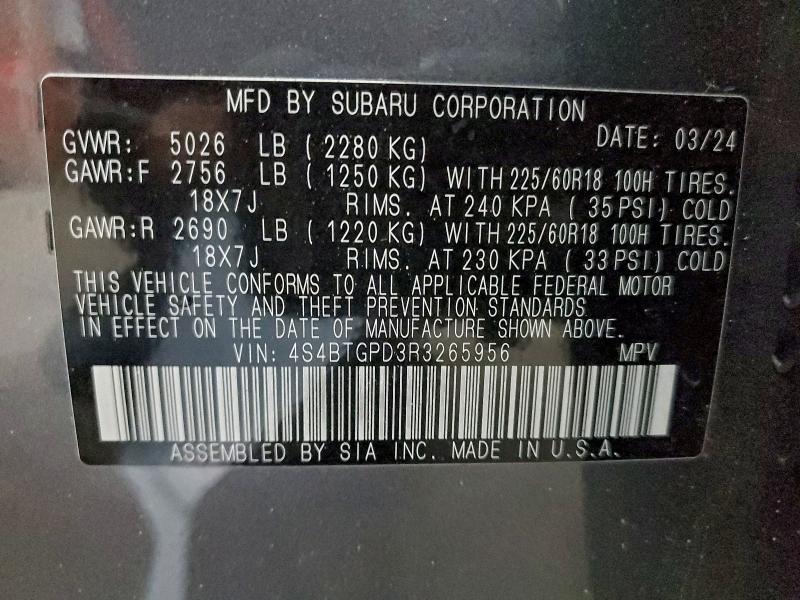 MFD BY SUBARU CORPORATION
GVWR: 5026 LB ( 2280 KG) DATE: 03/24
GAWR:F 2756 LB ( 1250 KG) WITH 225/60R18 100H TIRES.
18X7J RIMS. AT 240 KPA ( 35 PSI) COLD
GAWR:R 2690 LB ( 1220 KG) WITH 225/60R18 100H TIRES.
18X7J RIMS. AT 230 KPA ( 33 PSI) COLD
THIS VEHICLE CONFORMS TO ALL APPLICABLE FEDERAL MOTOR
VEHICLE SAFETY AND THEFT PREVENTION STANDARDS
IN EFFECT ON THE DATE OF MANUFACTURE SHOWN ABOVE.
VIN: 4S4BTGPD3R3265956 MPV
ASSEMBLED BY SIA INC. MADE IN U.S.A.